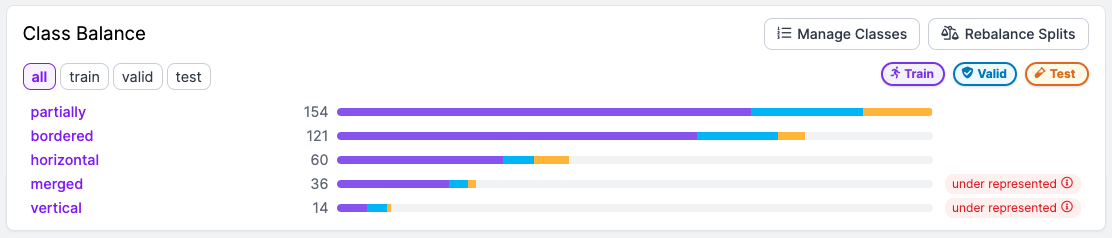 Class Balance
Manage Classes
Rebalance Splits
all train valid test
Train Valid Test
partially 154
bordered 121
horizontal 60
merged 36 under represented
vertical 14 under represented